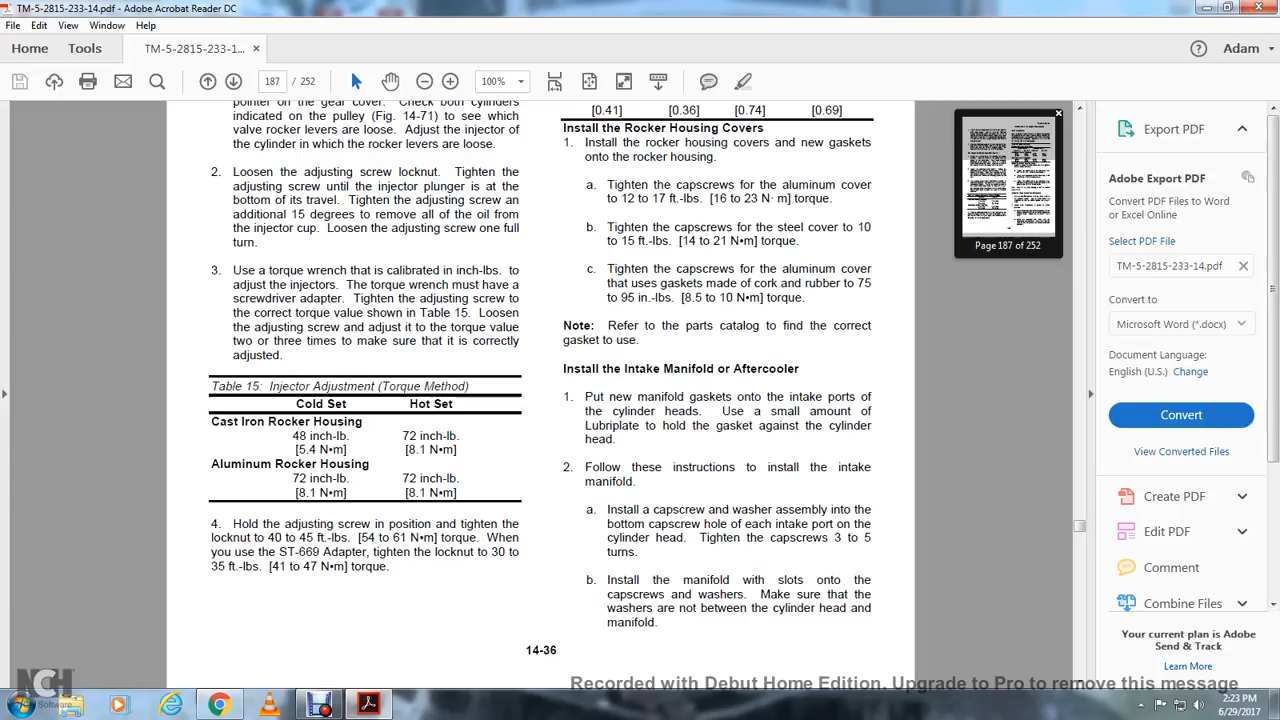 TM-5-2815-233-14.pdf - Adobe Acrobat Reader DC
File Edit View Window Help
Home Tools TM-5-2815-233-1... × Adam
187 / 252 100%
pointer on the gear cover. Check both cylinders
indicated on the pulley (Fig. 14-71) to see which
valve rocker levers are loose. Adjust the injector of
the cylinder in which the rocker levers are loose.
2. Loosen the adjusting screw locknut. Tighten the
adjusting screw until the injector plunger is at the
bottom of its travel. Tighten the adjusting screw an
additional 15 degrees to remove all of the oil from
the injector cup. Loosen the adjusting screw one full
turn.
3. Use a torque wrench that is calibrated in inch-lbs. to
adjust the injectors. The torque wrench must have a
screwdriver adapter. Tighten the adjusting screw to
the correct torque value shown in Table 15. Loosen
the adjusting screw and adjust it to the torque value
two or three times to make sure that it is correctly
adjusted.
Table 15: Injector Adjustment (Torque Method)
Cold Set Hot Set
Cast Iron Rocker Housing
48 inch-lb. 72 inch-lb.
[5.4 N•m] [8.1 N•m]
Aluminum Rocker Housing
72 inch-lb. 72 inch-lb.
[8.1 N•m] [8.1 N•m]
4. Hold the adjusting screw in position and tighten the
locknut to 40 to 45 ft.-lbs. [54 to 61 N•m] torque. When
you use the ST-669 Adapter, tighten the locknut to 30 to
35 ft.-lbs. [41 to 47 N•m] torque.
[0.41] [0.36] [0.74] [0.69]
Install the Rocker Housing Covers
1. Install the rocker housing covers and new gaskets
onto the rocker housing.
a. Tighten the capscrews for the aluminum cover
to 12 to 17 ft.-lbs. [16 to 23 N· m] torque.
b. Tighten the capscrews for the steel cover to 10
to 15 ft.-lbs. [14 to 21 N•m] torque.
c. Tighten the capscrews for the aluminum cover
that uses gaskets made of cork and rubber to 75
to 95 in.-lbs. [8.5 to 10 N•m] torque.
Note: Refer to the parts catalog to find the correct
gasket to use.
Install the Intake Manifold or Aftercooler
1. Put new manifold gaskets onto the intake ports of
the cylinder heads. Use a small amount of
Lubriplate to hold the gasket against the cylinder
head.
2. Follow these instructions to install the intake
manifold.
a. Install a capscrew and washer assembly into the
bottom capscrew hole of each intake port on the
cylinder head. Tighten the capscrews 3 to 5
turns.
b. Install the manifold with slots onto the
capscrews and washers. Make sure that the
washers are not between the cylinder head and
manifold.
14-36
Page 187 of 252
Export PDF
Adobe Export PDF
Convert PDF Files to Word
or Excel Online
Select PDF File
TM-5-2815-233-14.pdf
Convert to
Microsoft Word (*.docx)
Document Language:
English (U.S.) Change
Convert
View Converted Files
Create PDF
Edit PDF
Comment
Combine Files
Your current plan is Adobe
Send & Track
Learn More
NCH
Software
Recorded with Debut Home Edition. Upgrade to Pro to remove this message
2:23 PM
6/29/2017